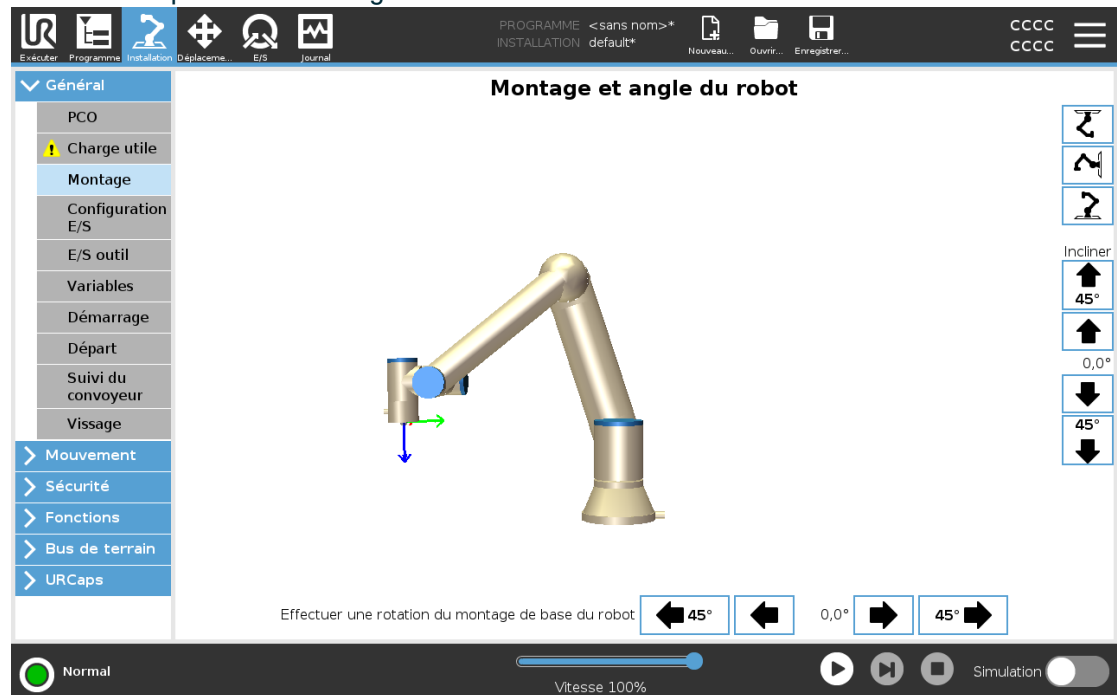 PROGRAMME <sans nom>*
INSTALLATION default*
Exécuter
Programme
Installation
Déplaceme...
E/S
Journal
Nouveau...
Ouvrir...
Enregistrer...
CCCC
CCCC
Général
PCO
Charge utile
Montage
Configuration
E/S
E/S outil
Variables
Démarrage
Départ
Suivi du
convoyeur
Vissage
Mouvement
Sécurité
Fonctions
Bus de terrain
URCaps
Montage et angle du robot
Incliner
45°
0,0°
45°
Effectuer une rotation du montage de base du robot
45°
0,0°
45°
Normal
Vitesse 100%
Simulation